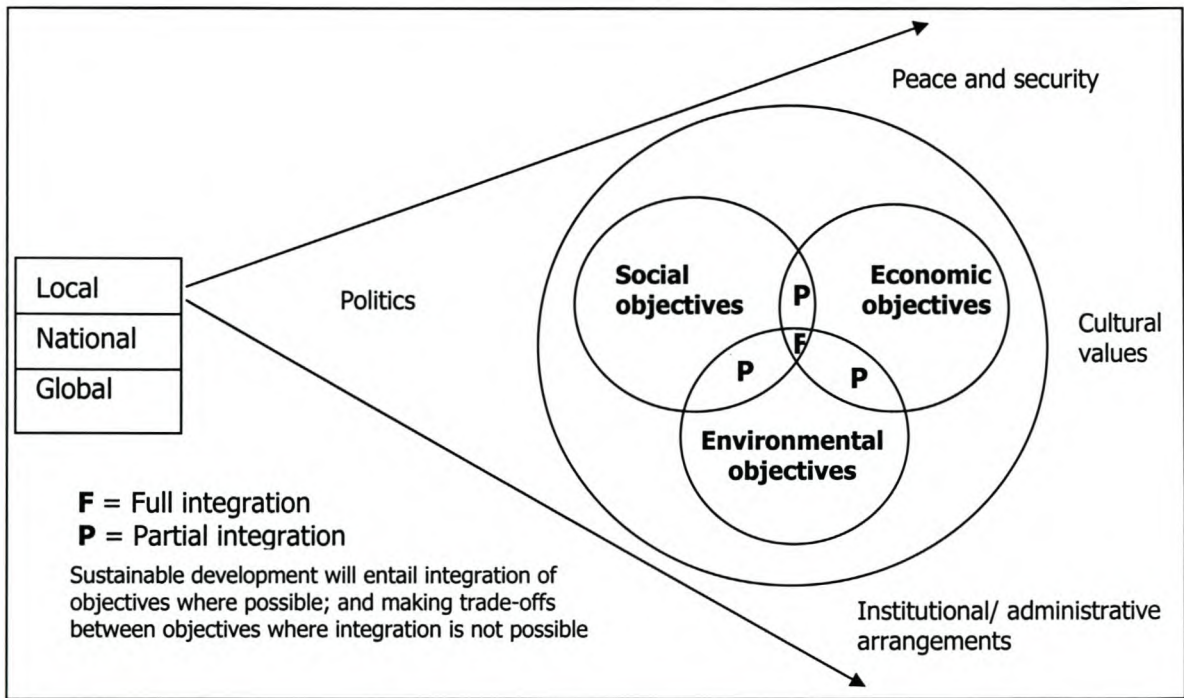 Peace and security
Local
National
Global
Politics
Social
objectives
P
Economic
objectives
F
P
P
Environmental
objectives
Cultural
values
F = Full integration
P = Partial integration
Sustainable development will entail integration of
objectives where possible; and making trade-offs
between objectives where integration is not possible
Institutional/ administrative
arrangements